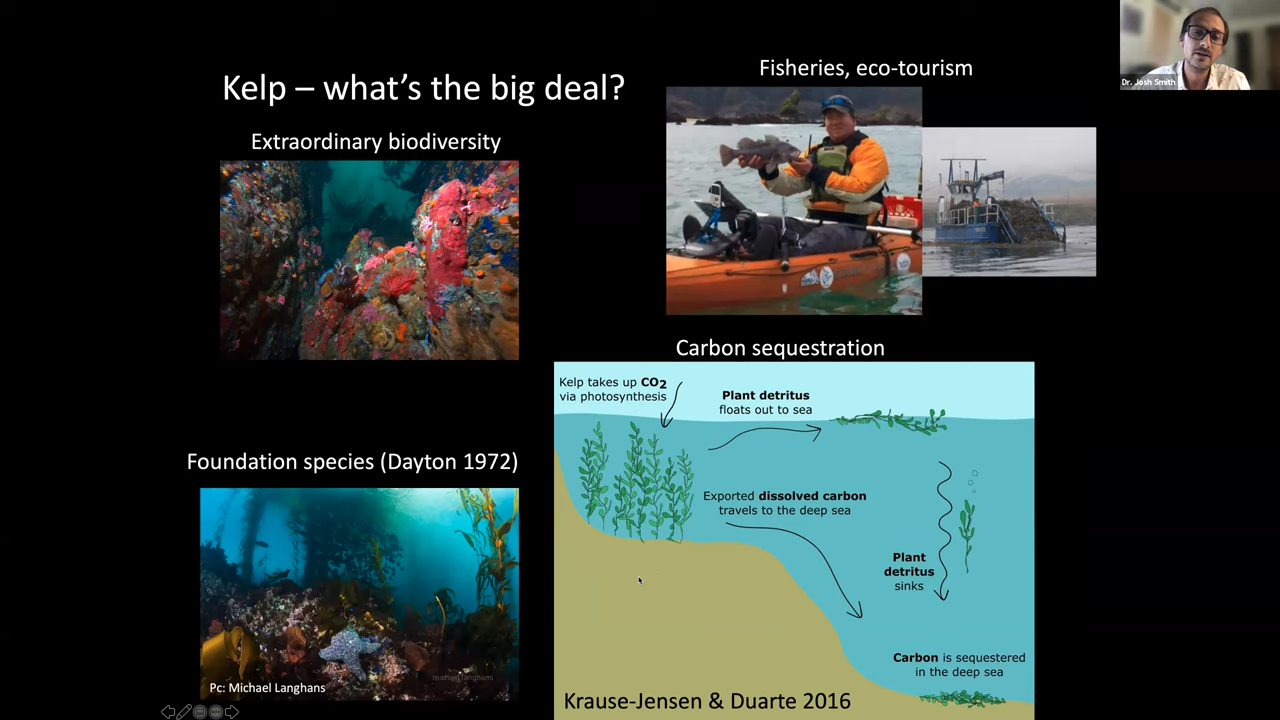 Kelp – what's the big deal?
Extraordinary biodiversity
Foundation species (Dayton 1972)
michael langhans
Pc: Michael Langhans
Fisheries, eco-tourism
Carbon sequestration
Kelp takes up CO2
via photosynthesis
Plant detritus
floats out to sea
Exported dissolved carbon
travels to the deep sea
Plant
detritus
sinks
Carbon is sequestered
in the deep sea
Krause-Jensen & Duarte 2016
Dr. Josh Smith